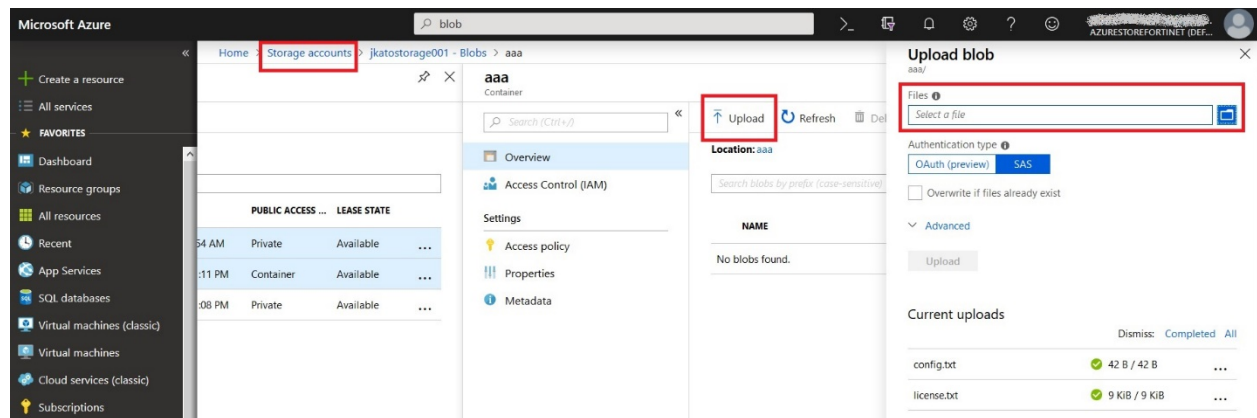 Microsoft Azure
blob
AZURESTOREFORTINET (DEF...
«
Home > Storage accounts > jkatostorage001 - Blobs > aaa
Create a resource
All services
FAVORITES
Dashboard
Resource groups
All resources
Recent
App Services
SQL databases
Virtual machines (classic)
Virtual machines
Cloud services (classic)
Subscriptions
PUBLIC ACCESS ... LEASE STATE
54 AM Private Available ...
:11 PM Container Available ...
:08 PM Private Available ...
aaa
Container
Search (Ctrl+/)
«
Overview
Access Control (IAM)
Settings
Access policy
Properties
Metadata
Upload Refresh Del
Location: aaa
Search blobs by prefix (case-sensitive)
NAME
No blobs found.
Upload blob
aaa/
Files
Select a file
Authentication type
OAuth (preview) SAS
Overwrite if files already exist
Advanced
Upload
Current uploads
Dismiss: Completed All
config.txt 42 B / 42 B ...
license.txt 9 KiB / 9 KiB ...